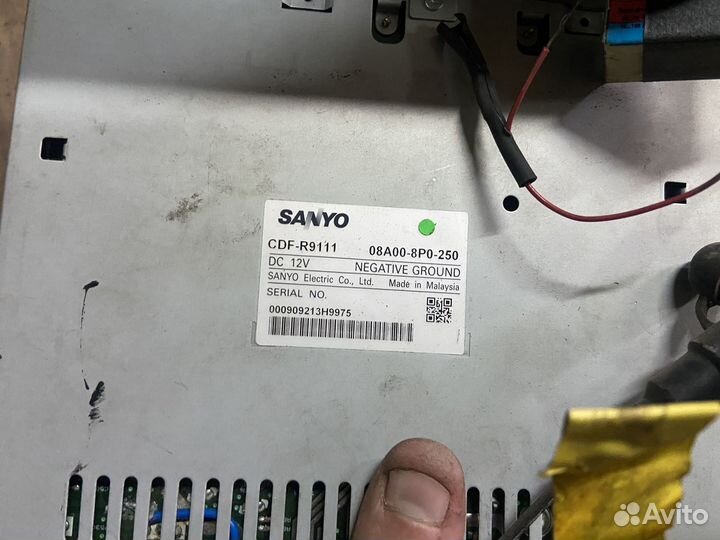 SANYO
CDF-R9111 08A00-8P0-250
DC 12V NEGATIVE GROUND
SANYO Electric Co., Ltd. Made in Malaysia
SERIAL NO.
000909213H9975
Avito